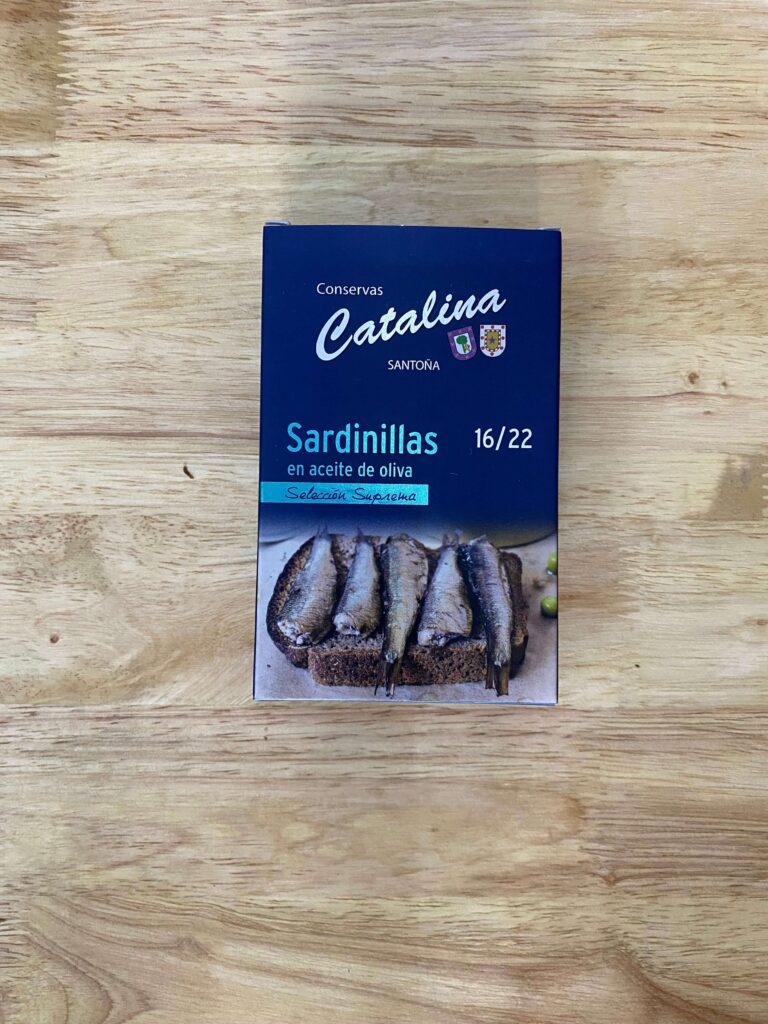 Conservas
Catalina
SANTOÑA
Sardinillas 16/22
en aceite de oliva
Selección Suprema